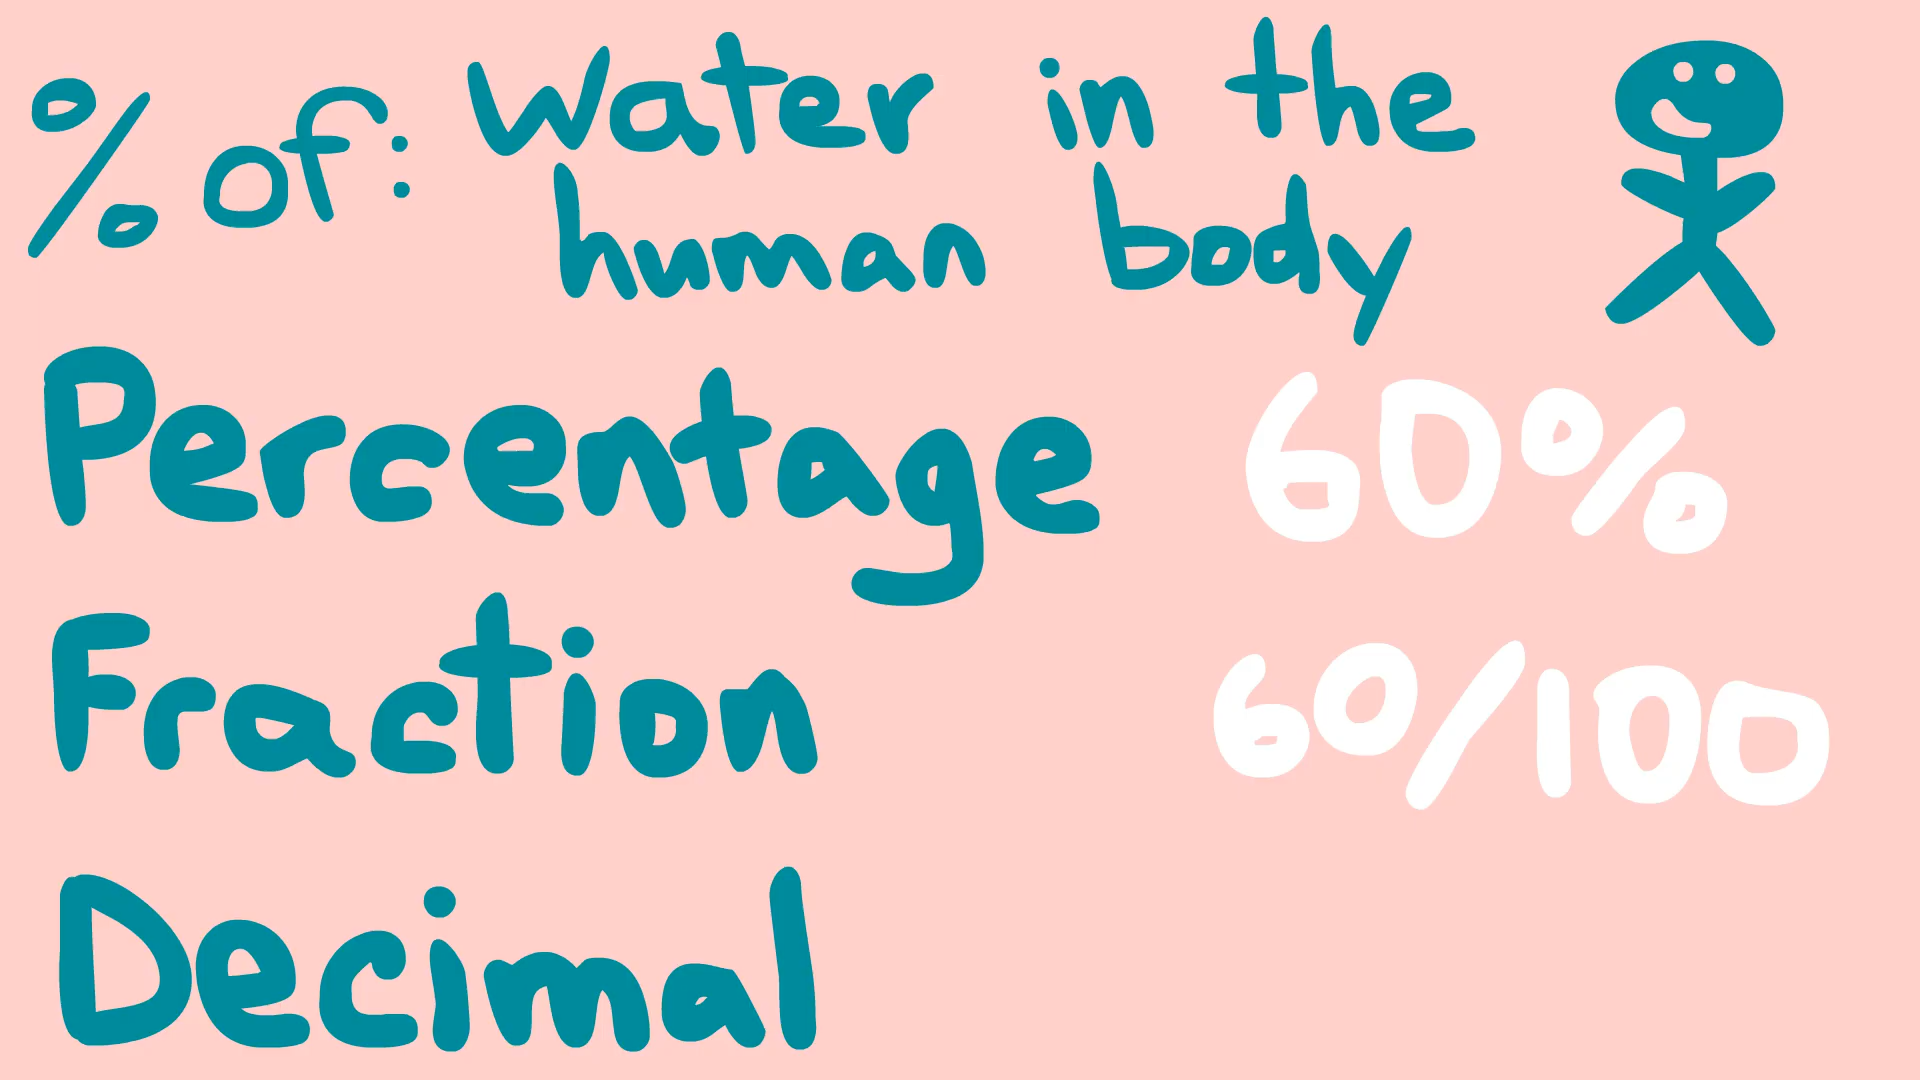 % of: Water in the
human body
Percentage 60%
Fraction 60/100
Decimal